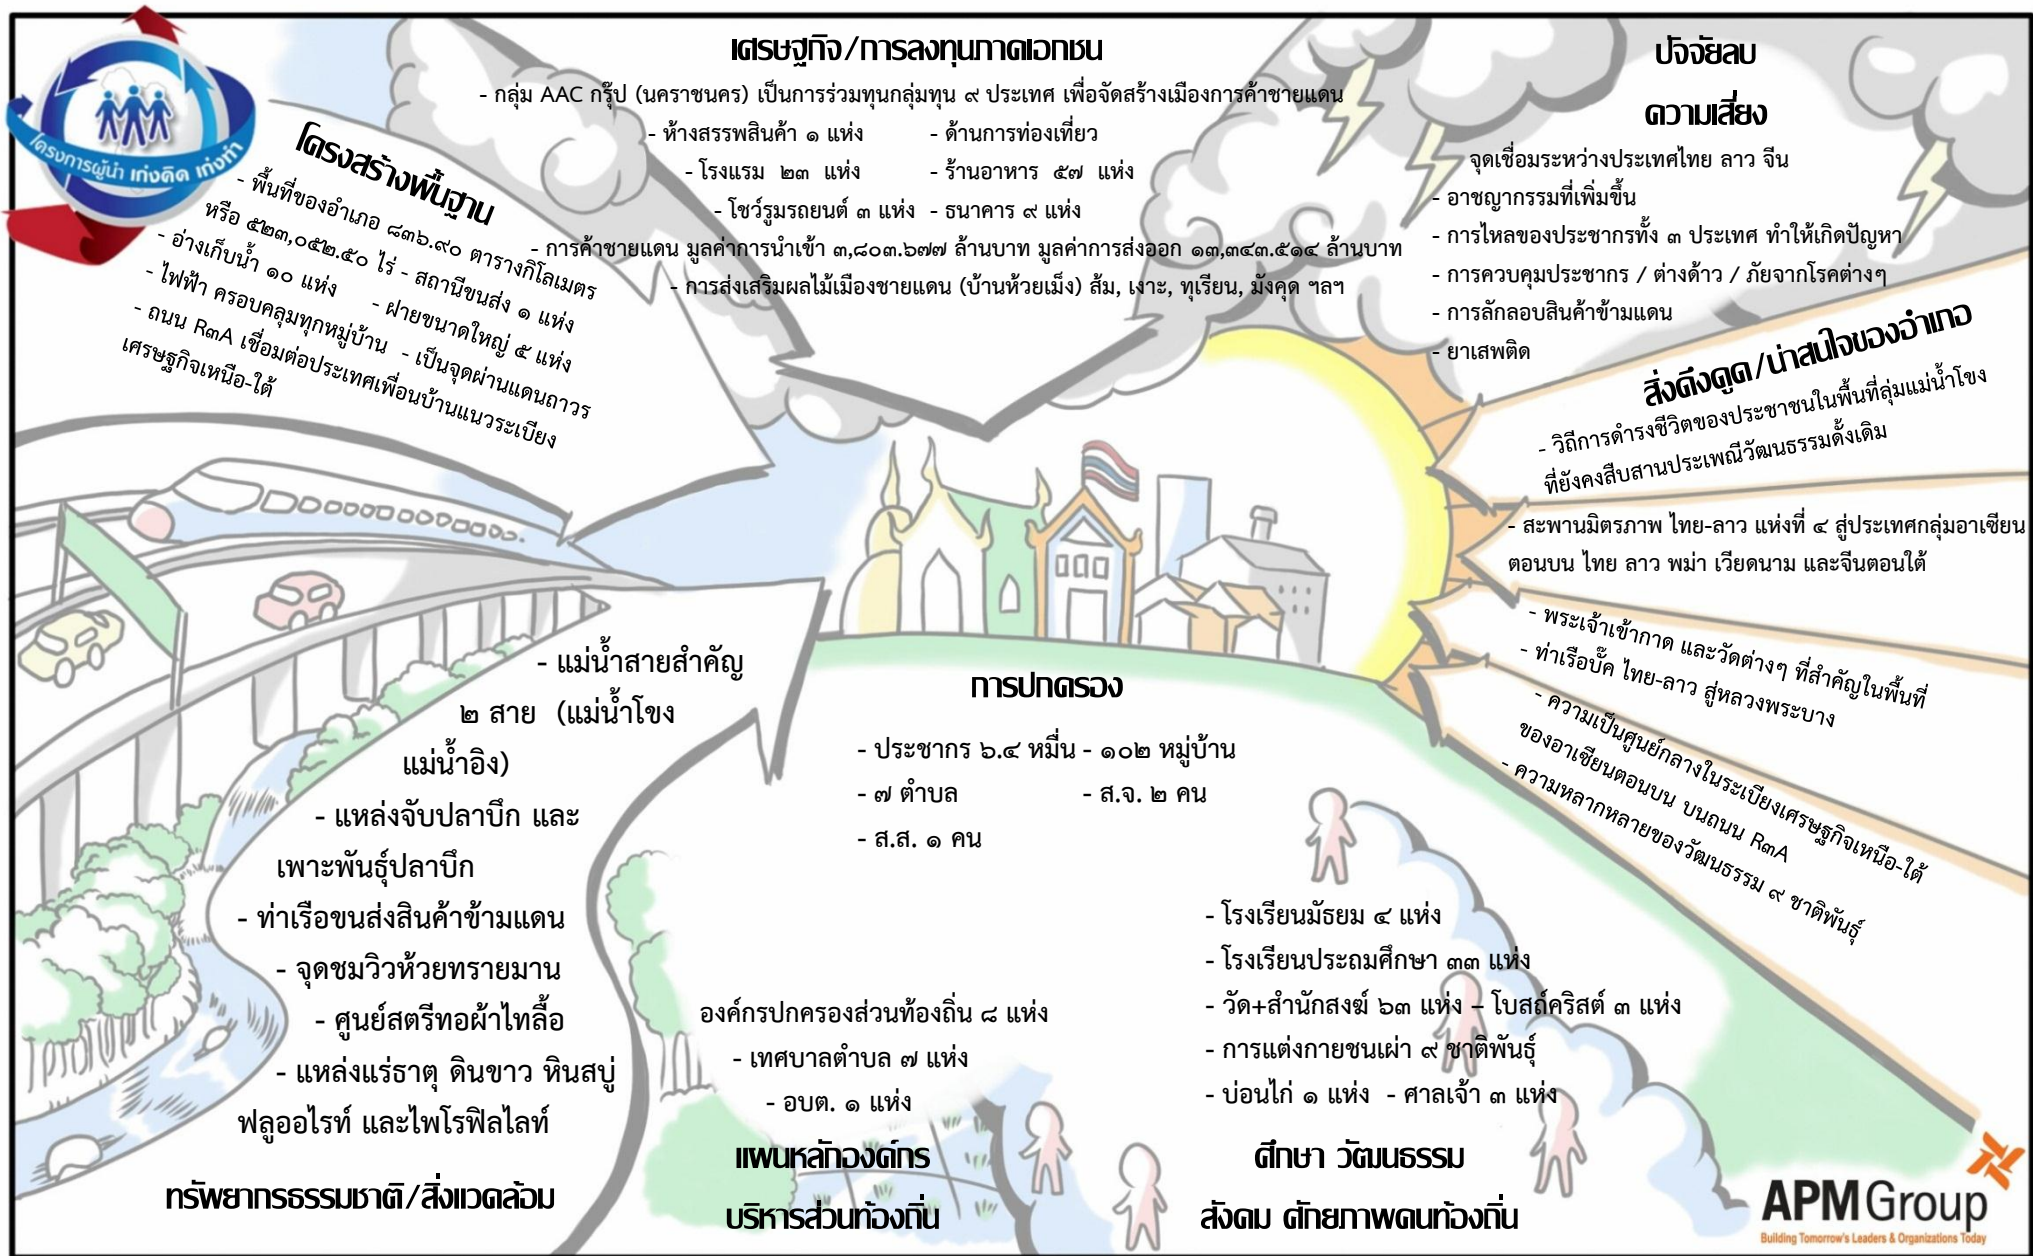 โครงการผู้นำ เก่งคิด เก่งทำ
โครงสร้างพื้นฐาน
- พื้นที่ของอำเภอ ๘๓๖.๙๐ ตารางกิโลเมตร
หรือ ๕๒๓,๐๕๒.๕๐ ไร่ - สถานีขนส่ง ๑ แห่ง
- อ่างเก็บน้ำ ๑๐ แห่ง - ฝายขนาดใหญ่ ๕ แห่ง
- ไฟฟ้า ครอบคลุมทุกหมู่บ้าน - เป็นจุดผ่านแดนถาวร
- ถนน R๓A เชื่อมต่อประเทศเพื่อนบ้านแนวระเบียง
เศรษฐกิจเหนือ-ใต้
เศรษฐกิจ/การลงทุนภาคเอกชน
- กลุ่ม AAC กรุ๊ป (นคราชนคร) เป็นการร่วมทุนกลุ่มทุน ๙ ประเทศ เพื่อจัดสร้างเมืองการค้าชายแดน
- ห้างสรรพสินค้า ๑ แห่ง - ด้านการท่องเที่ยว
- โรงแรม ๒๓ แห่ง - ร้านอาหาร ๕๗ แห่ง
- โชว์รูมรถยนต์ ๓ แห่ง - ธนาคาร ๙ แห่ง
- การค้าชายแดน มูลค่าการนำเข้า ๓,๘๐๓.๖๗๗ ล้านบาท มูลค่าการส่งออก ๑๓,๓๔๓.๕๑๔ ล้านบาท
- การส่งเสริมผลไม้เมืองชายแดน (บ้านห้วยเม็ง) ส้ม, เงาะ, ทุเรียน, มังคุด ฯลฯ
ปัจจัยลบ
ความเสี่ยง
จุดเชื่อมระหว่างประเทศไทย ลาว จีน
- อาชญากรรมที่เพิ่มขึ้น
- การไหลของประชากรทั้ง ๓ ประเทศ ทำให้เกิดปัญหา
- การควบคุมประชากร / ต่างด้าว / ภัยจากโรคต่างๆ
- การลักลอบสินค้าข้ามแดน
- ยาเสพติด
สิ่งดึงดูด/น่าสนใจของอำเภอ
- วิถีการดำรงชีวิตของประชาชนในพื้นที่ลุ่มแม่น้ำโขง
ที่ยังคงสืบสานประเพณีวัฒนธรรมดั้งเดิม
- สะพานมิตรภาพ ไทย-ลาว แห่งที่ ๔ สู่ประเทศกลุ่มอาเซียน
ตอนบน ไทย ลาว พม่า เวียดนาม และจีนตอนใต้
- พระเจ้าเข้ากาด และวัดต่างๆ ที่สำคัญในพื้นที่
- ท่าเรือบั๊ค ไทย-ลาว สู่หลวงพระบาง
- ความเป็นศูนย์กลางในระเบียงเศรษฐกิจเหนือ-ใต้
ของอาเซียนตอนบน บนถนน R๓A
- ความหลากหลายของวัฒนธรรม ๙ ชาติพันธุ์
- แม่น้ำสายสำคัญ
๒ สาย (แม่น้ำโขง
แม่น้ำอิง)
- แหล่งจับปลาบึก และ
เพาะพันธุ์ปลาบึก
- ท่าเรือขนส่งสินค้าข้ามแดน
- จุดชมวิวห้วยทรายมาน
- ศูนย์สตรีทอผ้าไทลื้อ
- แหล่งแร่ธาตุ ดินขาว หินสบู่
ฟลูออไรท์ และไพโรฟิลไลท์
ทรัพยากรธรรมชาติ/สิ่งแวดล้อม
การปกครอง
- ประชากร ๖.๔ หมื่น - ๑๐๒ หมู่บ้าน
- ๗ ตำบล - ส.จ. ๒ คน
- ส.ส. ๑ คน
องค์กรปกครองส่วนท้องถิ่น ๘ แห่ง
- เทศบาลตำบล ๗ แห่ง
- อบต. ๑ แห่ง
แผนหลักองค์กร
บริหารส่วนท้องถิ่น
- โรงเรียนมัธยม ๔ แห่ง
- โรงเรียนประถมศึกษา ๓๓ แห่ง
- วัด+สำนักสงฆ์ ๖๓ แห่ง – โบสถ์คริสต์ ๓ แห่ง
- การแต่งกายชนเผ่า ๙ ชาติพันธุ์
- บ่อนไก่ ๑ แห่ง - ศาลเจ้า ๓ แห่ง
ศึกษา วัฒนธรรม
สังคม ศักยภาพคนท้องถิ่น
APM Group
Building Tomorrow's Leaders & Organizations Today